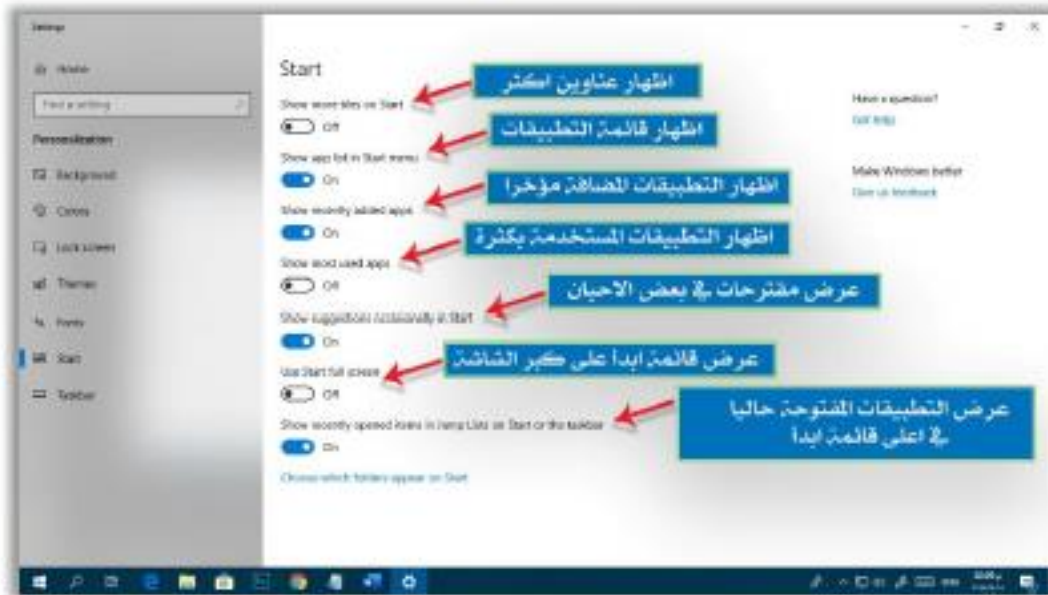 Settings
Home
Find a setting
Personalization
Background
Colors
Lock screen
Themes
Fonts
Start
Taskbar
Start
Show more tiles on Start
اظهار عناوين اكثر
Off
Show app list in Start menu
اظهار قائمة التطبيقات
On
Show recently added apps
اظهار التطبيقات المضافة مؤخرا
On
Show most used apps
اظهار التطبيقات المستخدمة بكثرة
Off
Show suggestions occasionally in Start
عرض مقترحات في بعض الاحيان
On
Use Start full screen
عرض قائمة ابدأ على كبر الشاشة
Off
Show recently opened items in Jump Lists on Start or the taskbar
عرض التطبيقات المفتوحة حاليا
في اعلى قائمة ابدأ
On
Choose which folders appear on Start
Have a question?
Get help
Make Windows better
Give us feedback